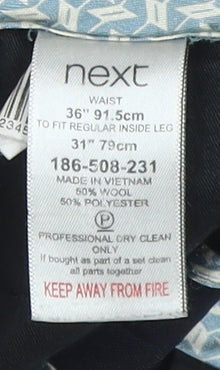 next
WAIST
36" 91.5cm
TO FIT REGULAR INSIDE LEG
31" 79cm
186-508-231
MADE IN VIETNAM
50% WOOL
50% POLYESTER
P
PROFESSIONAL DRY CLEAN
ONLY
If bought as part of a set clean
all parts together
KEEP AWAY FROM FIRE
2345